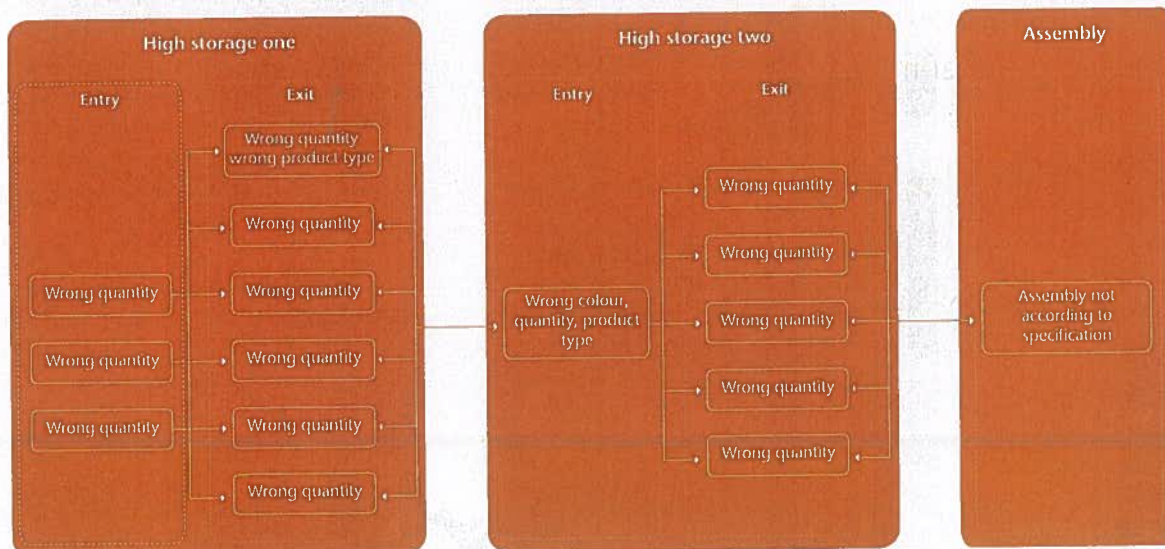 High storage one
Entry
Exit
Wrong quantity
wrong product type
Wrong quantity
Wrong quantity
Wrong quantity
Wrong quantity
Wrong quantity
Wrong quantity
Wrong quantity
Wrong quantity
High storage two
Entry
Exit
Wrong colour,
quantity, product
type
Wrong quantity
Wrong quantity
Wrong quantity
Wrong quantity
Wrong quantity
Assembly
Assembly not
according to
specification